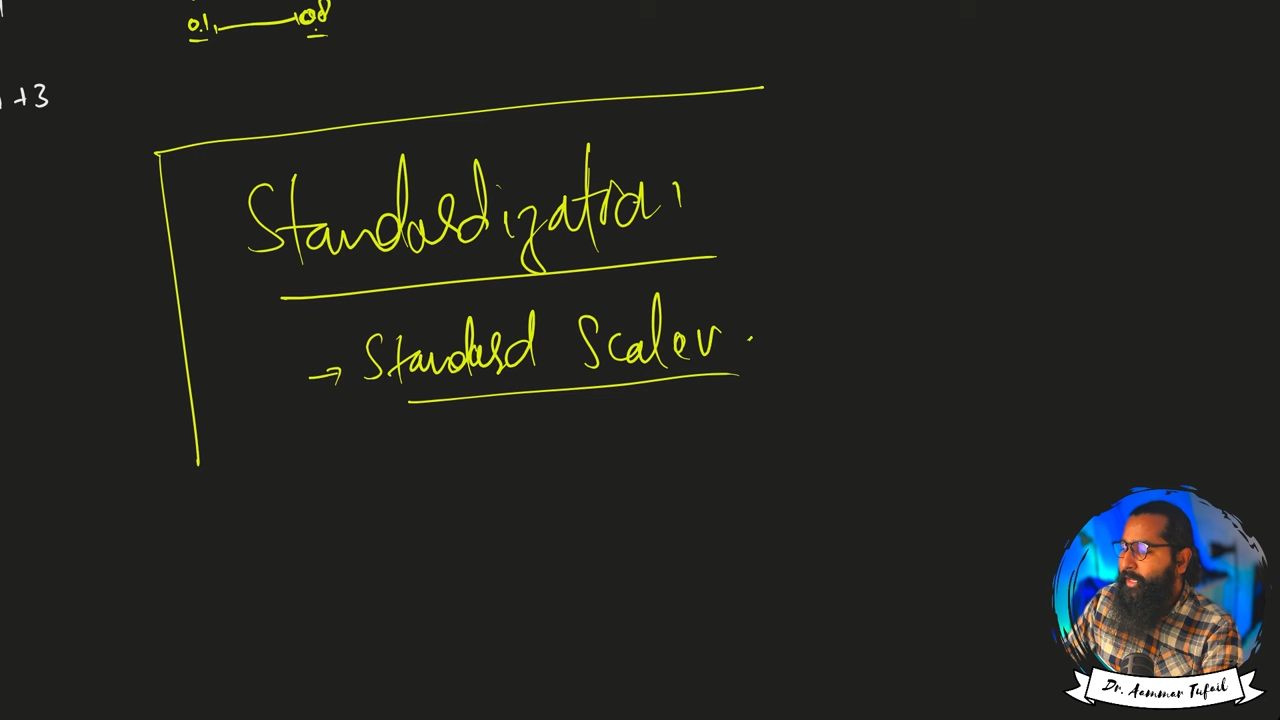 0.1 0.8
+3
Standardization
→ Standard Scaler.
Dr. Aammar Tufail